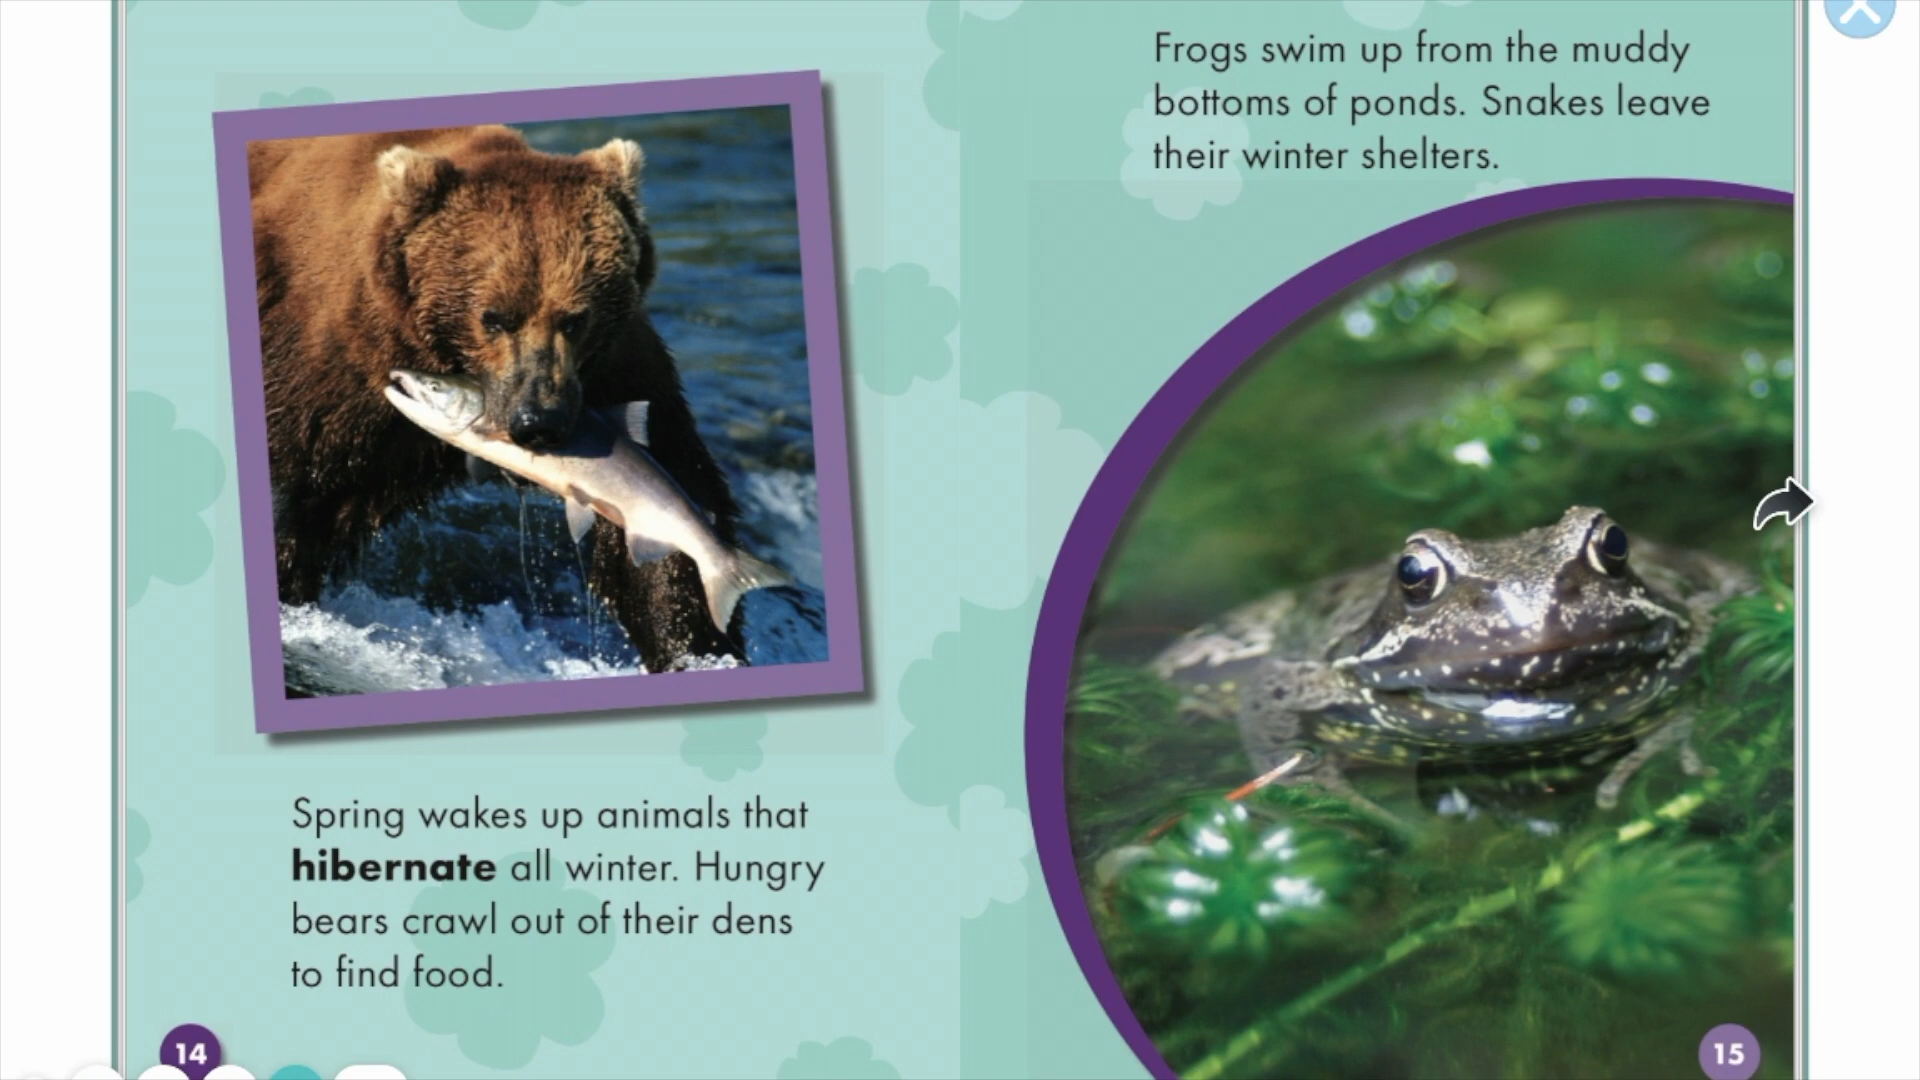 Spring wakes up animals that
hibernate all winter. Hungry
bears crawl out of their dens
to find food.
14
Frogs swim up from the muddy
bottoms of ponds. Snakes leave
their winter shelters.
15